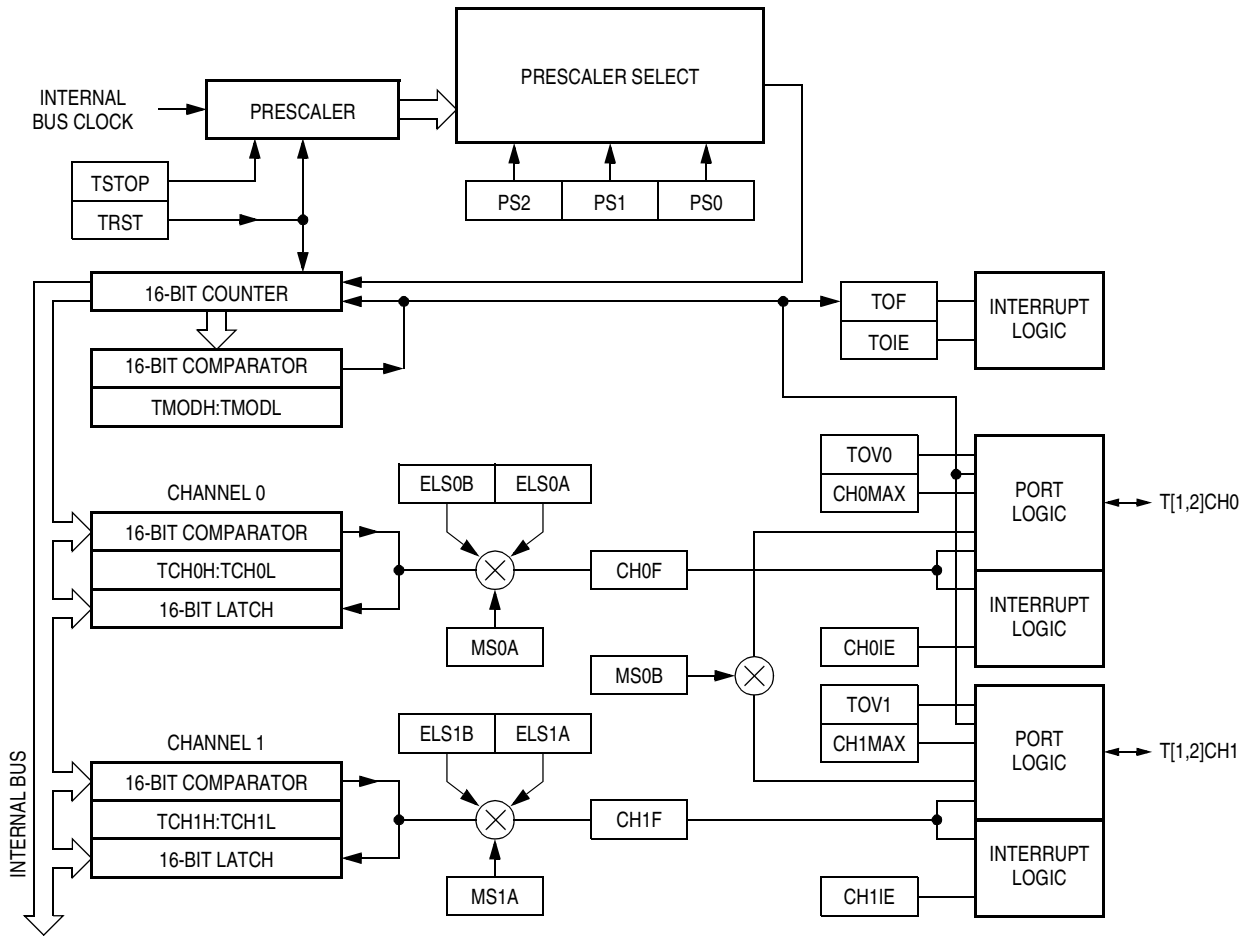 PRESCALER SELECT
INTERNAL
BUS CLOCK
PRESCALER
TSTOP
TRST
PS2
PS1
PS0
16-BIT COUNTER
16-BIT COMPARATOR
TMODH:TMODL
TOF
TOIE
INTERRUPT
LOGIC
CHANNEL 0
16-BIT COMPARATOR
TCH0H:TCH0L
16-BIT LATCH
ELS0B
ELS0A
MS0A
CH0F
TOV0
CH0MAX
PORT
LOGIC
T[1,2]CH0
INTERRUPT
LOGIC
CH0IE
MS0B
CHANNEL 1
16-BIT COMPARATOR
TCH1H:TCH1L
16-BIT LATCH
ELS1B
ELS1A
MS1A
CH1F
TOV1
CH1MAX
PORT
LOGIC
T[1,2]CH1
INTERRUPT
LOGIC
CH1IE
INTERNAL BUS